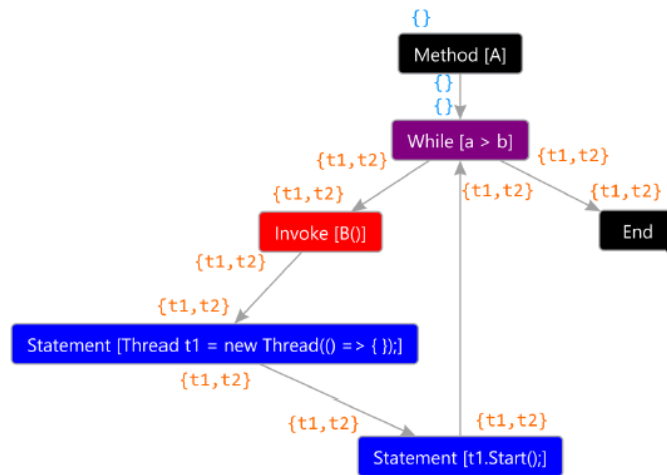 {}
Method [A]
{}
{}
While [a > b]
{t1,t2} {t1,t2}
{t1,t2} {t1,t2} {t1,t2}
Invoke [B()] End
{t1,t2}
{t1,t2}
Statement [Thread t1 = new Thread(() => { });]
{t1,t2}
{t1,t2} {t1,t2}
Statement [t1.Start();]